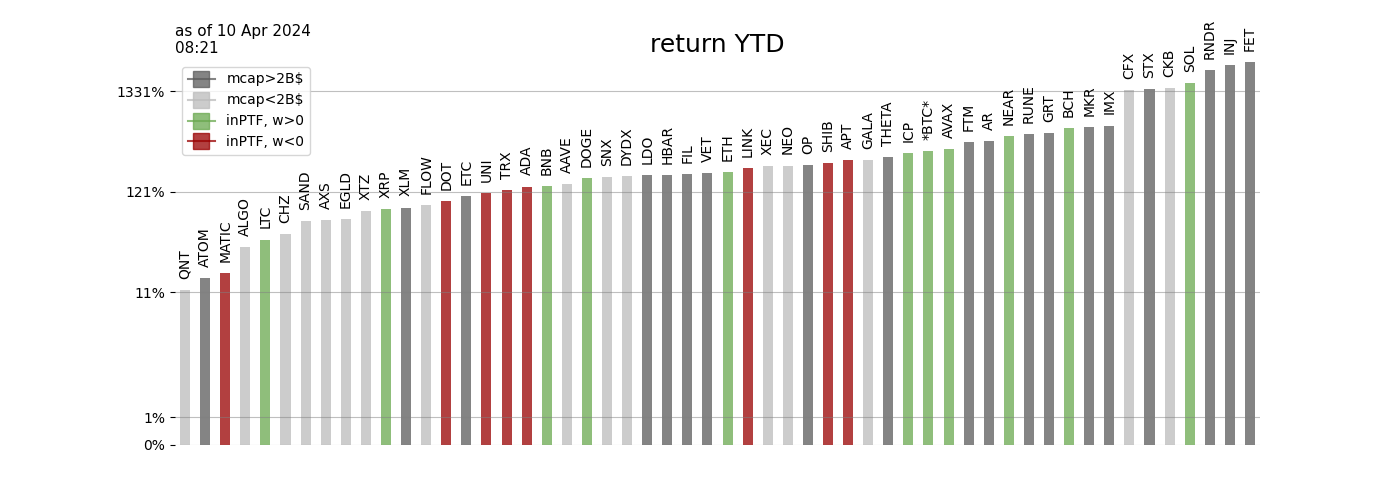 as of 10 Apr 2024
08:21
return YTD
mcap>2B$
mcap<2B$
inPTF, w>0
inPTF, w<0
1331%
121%
11%
1%
0%
QNT
ATOM
MATIC
ALGO
LTC
CHZ
SAND
AXS
EGLD
XTZ
XRP
XLM
FLOW
DOT
ETC
UNI
TRX
ADA
BNB
AAVE
DOGE
SNX
DYDX
LDO
HBAR
FIL
VET
ETH
LINK
XEC
NEO
OP
SHIB
APT
GALA
THETA
ICP
*BTC*
AVAX
FTM
AR
NEAR
RUNE
GRT
BCH
MKR
IMX
CFX
STX
CKB
SOL
RNDR
INJ
FET